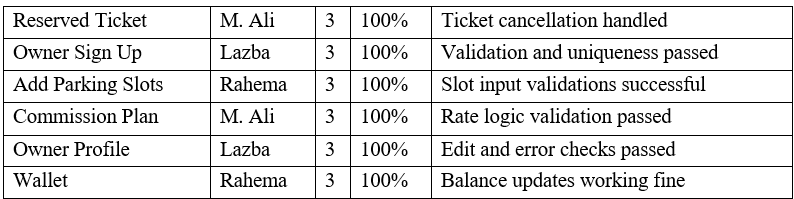 Reserved Ticket M. Ali 3 100% Ticket cancellation handled
Owner Sign Up Lazba 3 100% Validation and uniqueness passed
Add Parking Slots Rahema 3 100% Slot input validations successful
Commission Plan M. Ali 3 100% Rate logic validation passed
Owner Profile Lazba 3 100% Edit and error checks passed
Wallet Rahema 3 100% Balance updates working fine